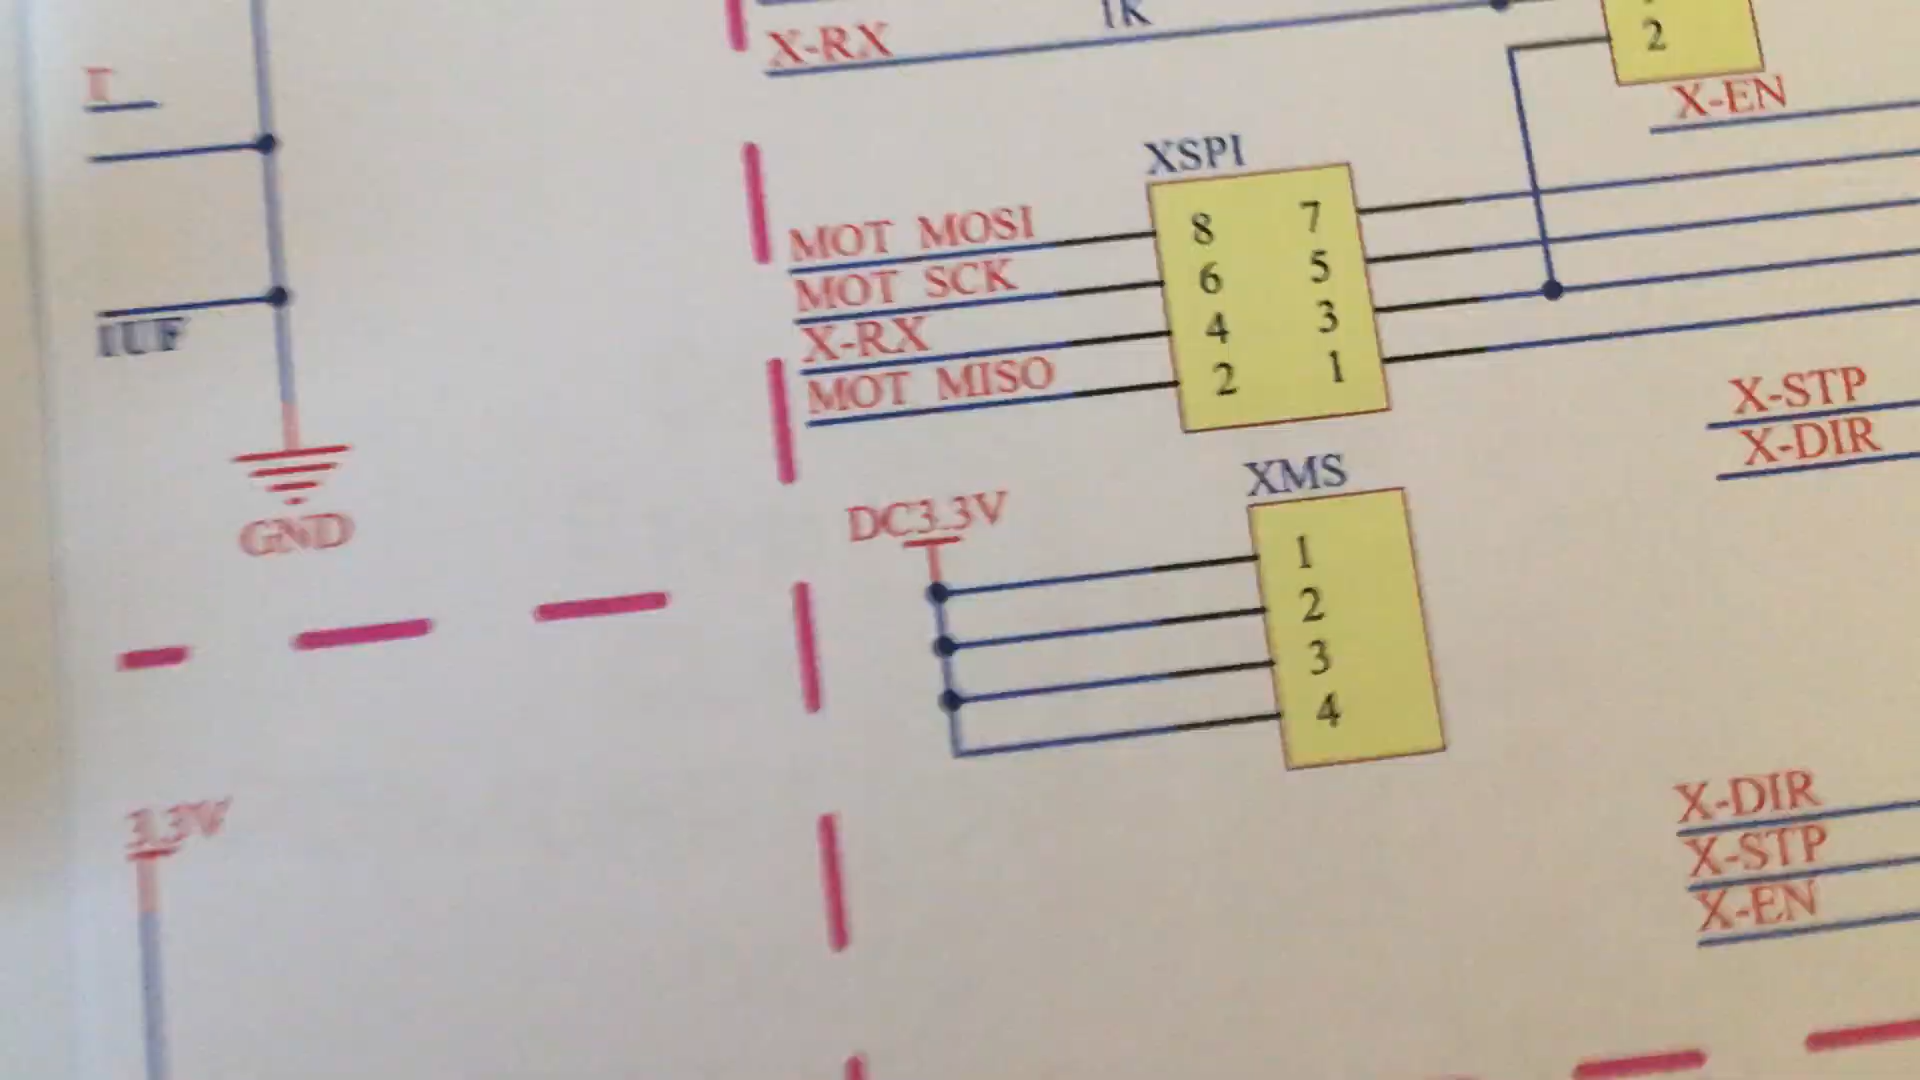 1K
X-RX
2
X-EN
XSPI
MOT MOSI 8 7
MOT SCK 6 5
X-RX 4 3
MOT MISO 2 1
1UF
X-STP
X-DIR
XMS
DC3.3V
GND
1
2
3
4
3.3V
X-DIR
X-STP
X-EN